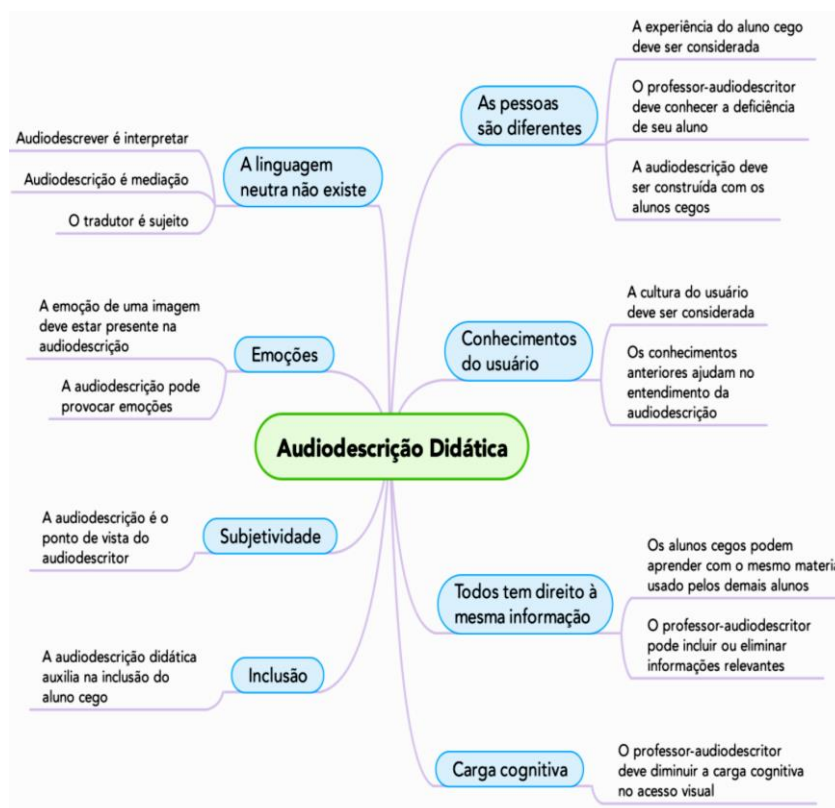 Audiodescrição Didática
A linguagem
neutra não existe
Audiodescrever é interpretar
Audiodescrição é mediação
O tradutor é sujeito
Emoções
A emoção de uma imagem
deve estar presente na
audiodescrição
A audiodescrição pode
provocar emoções
Subjetividade
A audiodescrição é o
ponto de vista do
audiodescritor
Inclusão
A audiodescrição didática
auxilia na inclusão do
aluno cego
As pessoas
são diferentes
A experiência do aluno cego
deve ser considerada
O professor-audiodescritor
deve conhecer a deficiência
de seu aluno
A audiodescrição deve
ser construída com os
alunos cegos
Conhecimentos
do usuário
A cultura do usuário
deve ser considerada
Os conhecimentos
anteriores ajudam no
entendimento da
audiodescrição
Todos tem direito à
mesma informação
Os alunos cegos podem
aprender com o mesmo materia
usado pelos demais alunos
O professor-audiodescritor
pode incluir ou eliminar
informações relevantes
Carga cognitiva
O professor-audiodescritor
deve diminuir a carga cognitiva
no acesso visual